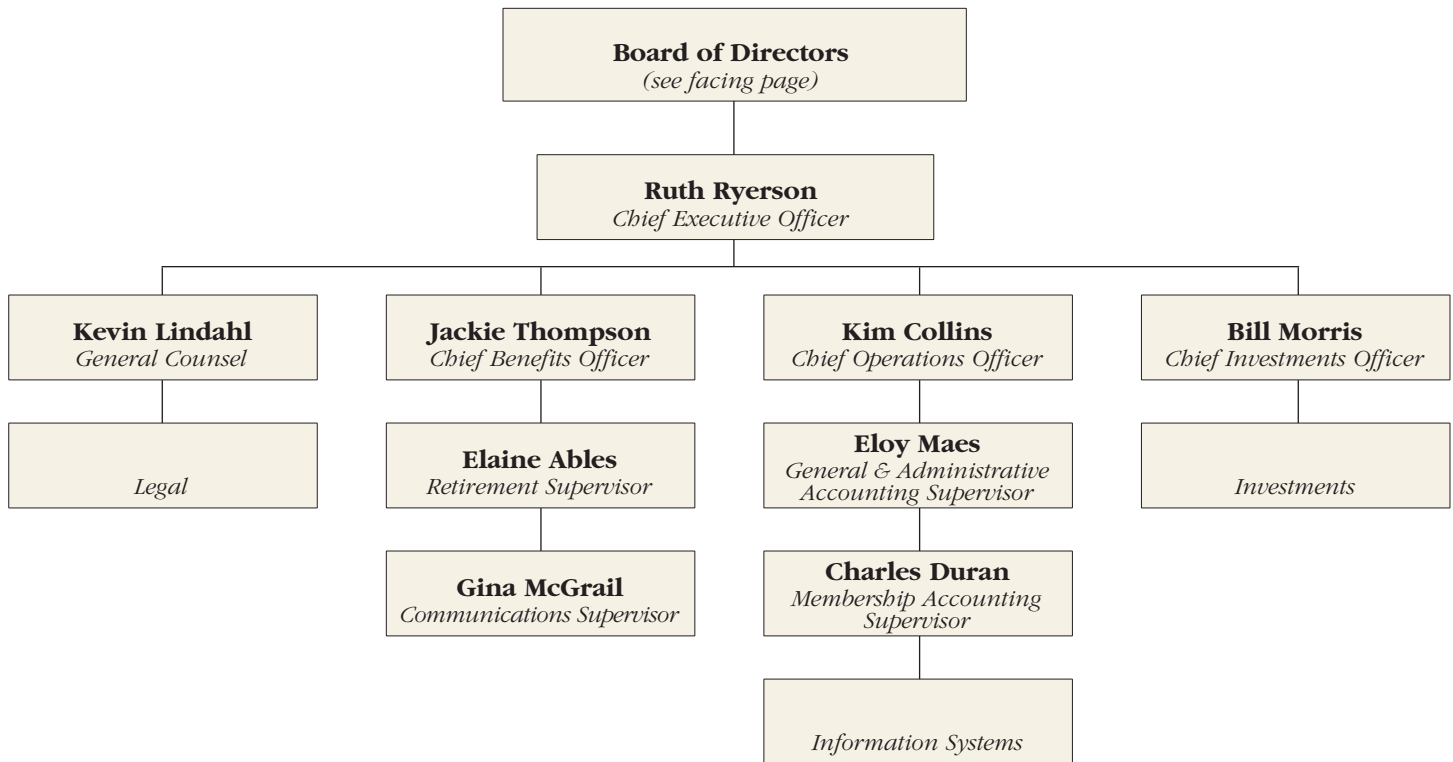 Board of Directors
(see facing page)
Ruth Ryerson
Chief Executive Officer
Kevin Lindahl
General Counsel
Jackie Thompson
Chief Benefits Officer
Kim Collins
Chief Operations Officer
Bill Morris
Chief Investments Officer
Legal
Elaine Ables
Retirement Supervisor
Eloy Maes
General & Administrative
Accounting Supervisor
Investments
Gina McGrail
Communications Supervisor
Charles Duran
Membership Accounting
Supervisor
Information Systems